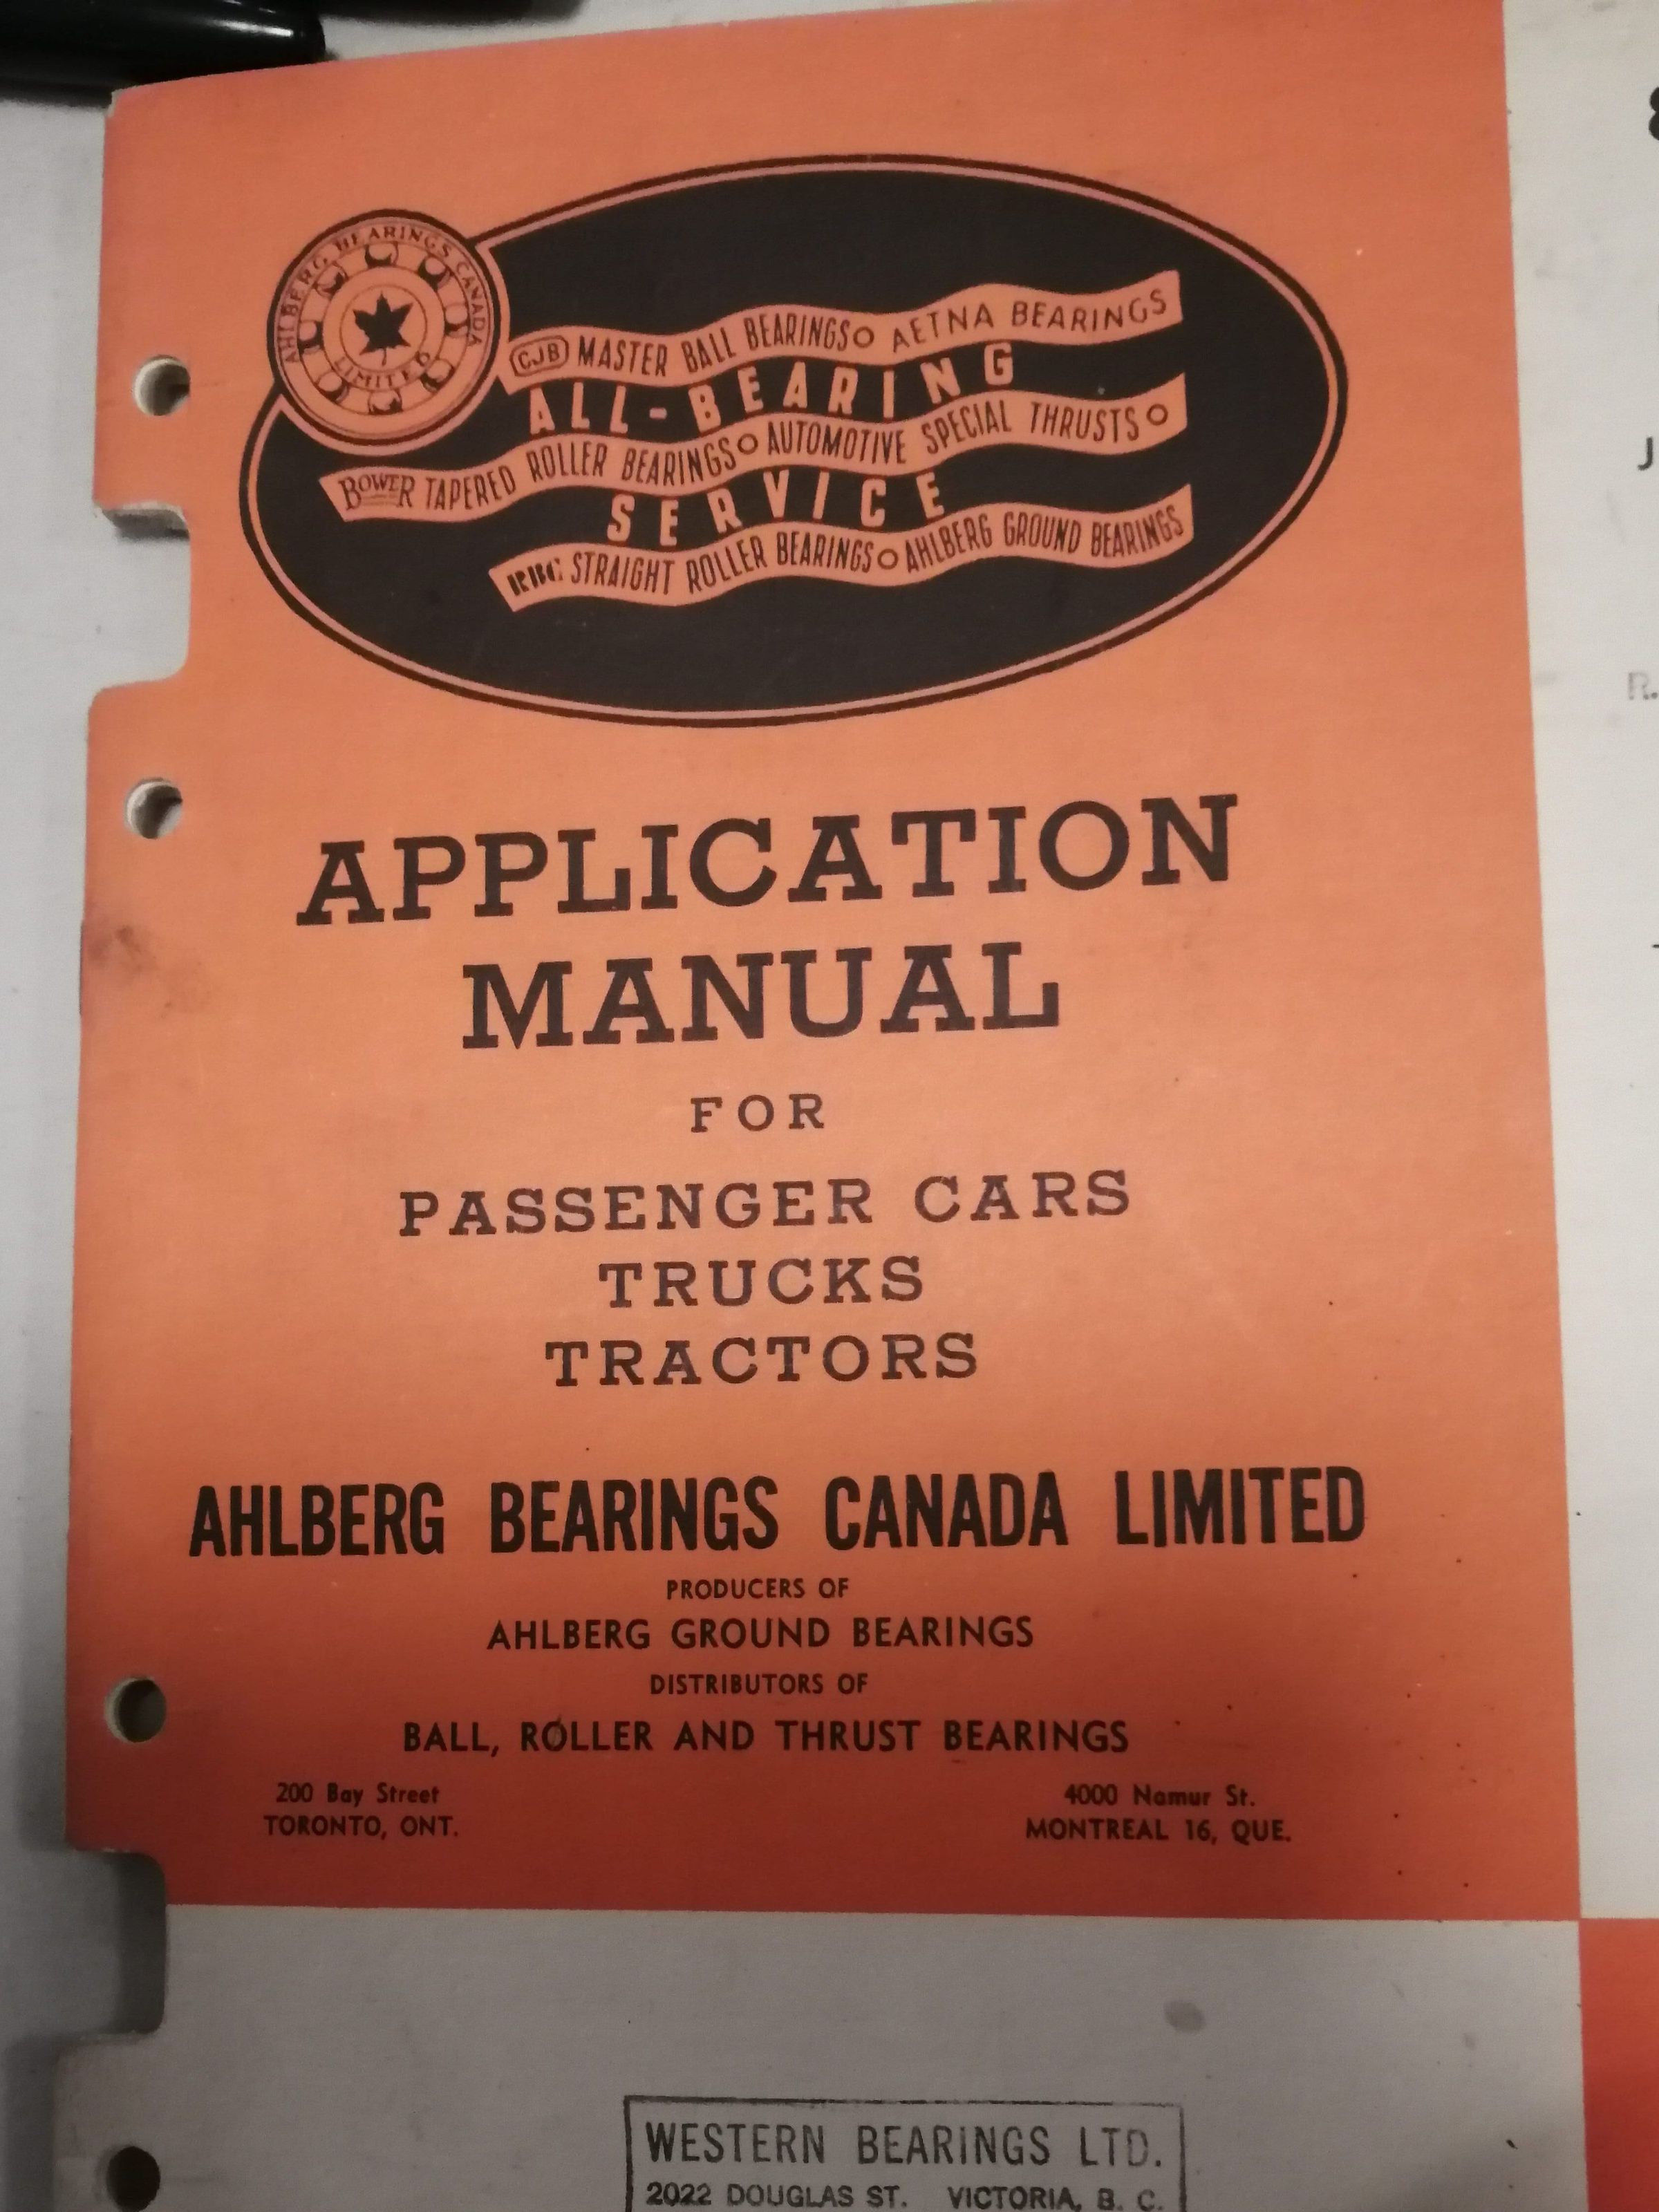 AHLBERG BEARINGS CANADA
LIMITED
CJB MASTER BALL BEARINGS AETNA BEARINGS
ALL-BEARING
BOWER TAPERED ROLLER BEARINGS AUTOMOTIVE SPECIAL THRUSTS
SERVICE
RBC STRAIGHT ROLLER BEARINGS AHLBERG GROUND BEARINGS
APPLICATION
MANUAL
FOR
PASSENGER CARS
TRUCKS
TRACTORS
AHLBERG BEARINGS CANADA LIMITED
PRODUCERS OF
AHLBERG GROUND BEARINGS
DISTRIBUTORS OF
BALL, ROLLER AND THRUST BEARINGS
200 Bay Street
TORONTO, ONT.
4000 Namur St.
MONTREAL 16, QUE.
WESTERN BEARINGS LTD.
2022 DOUGLAS ST. VICTORIA, B. C.
J
R.